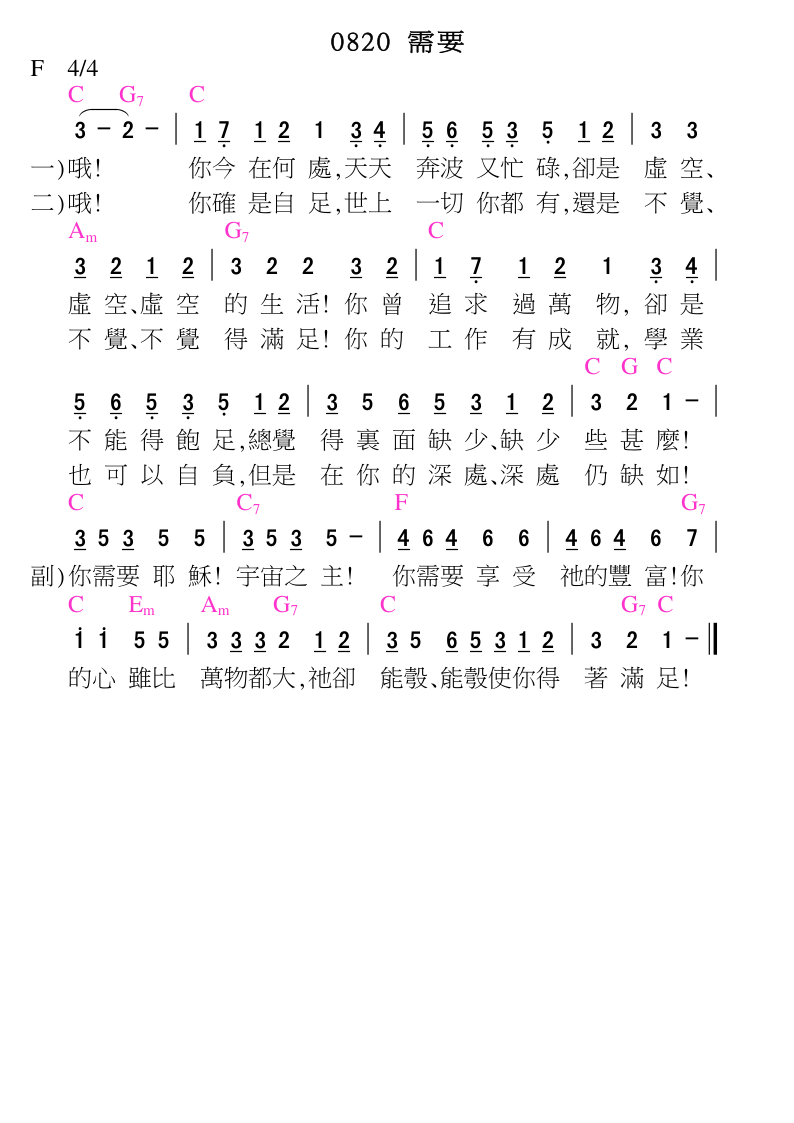 0820 需要
F 4/4
C G7 C
3 - 2 - | 1 7 1 2 1 3 4 | 5 6 5 3 5 1 2 | 3 3
一)哦! 你今 在何 處,天天 奔波 又忙 碌,卻是 虛 空、
二)哦! 你確 是自 足,世上 一切 你都 有,還是 不 覺、
Am G7 C
3 2 1 2 | 3 2 2 3 2 | 1 7 1 2 1 3 4 |
虛 空、虛 空 的 生 活! 你 曾 追 求 過 萬 物, 卻 是
不 覺、不 覺 得 滿 足! 你 的 工 作 有 成 就, 學 業
C G C
5 6 5 3 5 1 2 | 3 5 6 5 3 1 2 | 3 2 1 - |
不 能 得 飽 足,總覺 得 裏 面 缺 少、缺 少 些 甚 麼!
也 可 以 自 負,但是 在 你 的 深 處、深 處 仍 缺 如!
C C7 F G7
3 5 3 5 5 | 3 5 3 5 - | 4 6 4 6 6 | 4 6 4 6 7 |
副)你需要 耶 穌! 宇宙之 主! 你需要 享 受 祂的豐 富!你
C Em Am G7 C G7 C
1 1 5 5 | 3 3 3 2 1 2 | 3 5 6 5 3 1 2 | 3 2 1 - ||
的心 雖比 萬物都大,祂卻 能彀、能彀使你得 著 滿 足!